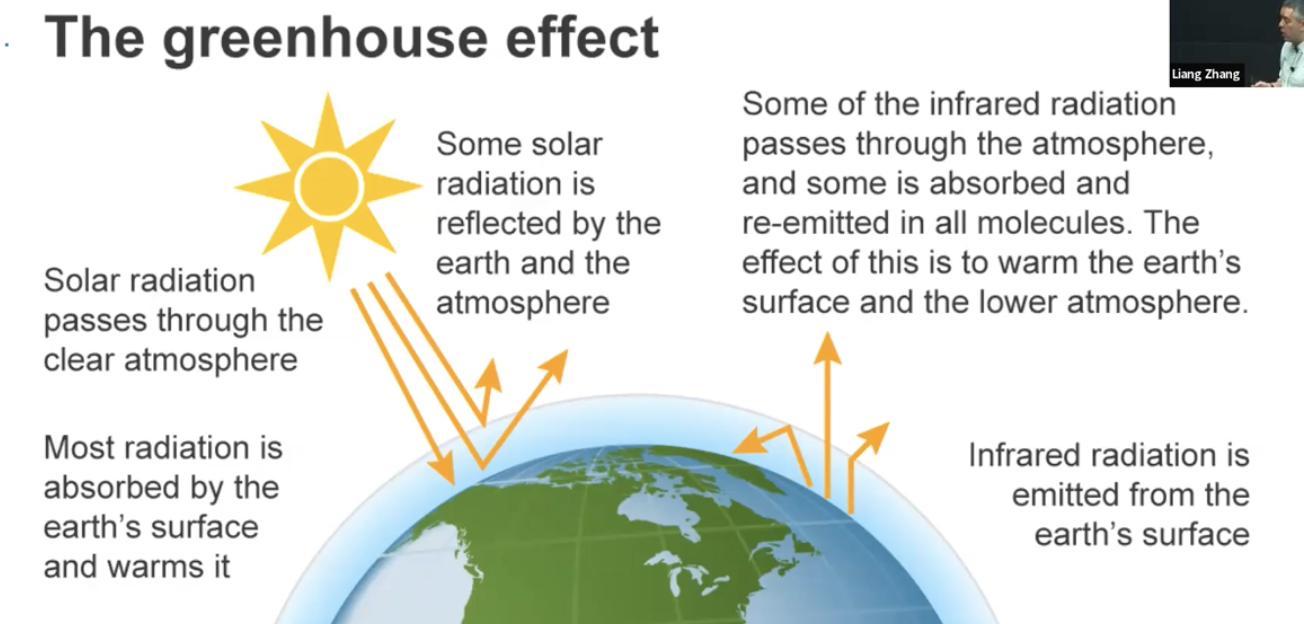 The greenhouse effect
Liang Zhang
Some solar
radiation is
reflected by the
earth and the
atmosphere
Some of the infrared radiation
passes through the atmosphere,
and some is absorbed and
re-emitted in all molecules. The
effect of this is to warm the earth's
surface and the lower atmosphere.
Solar radiation
passes through the
clear atmosphere
Most radiation is
absorbed by the
earth's surface
and warms it
Infrared radiation is
emitted from the
earth's surface